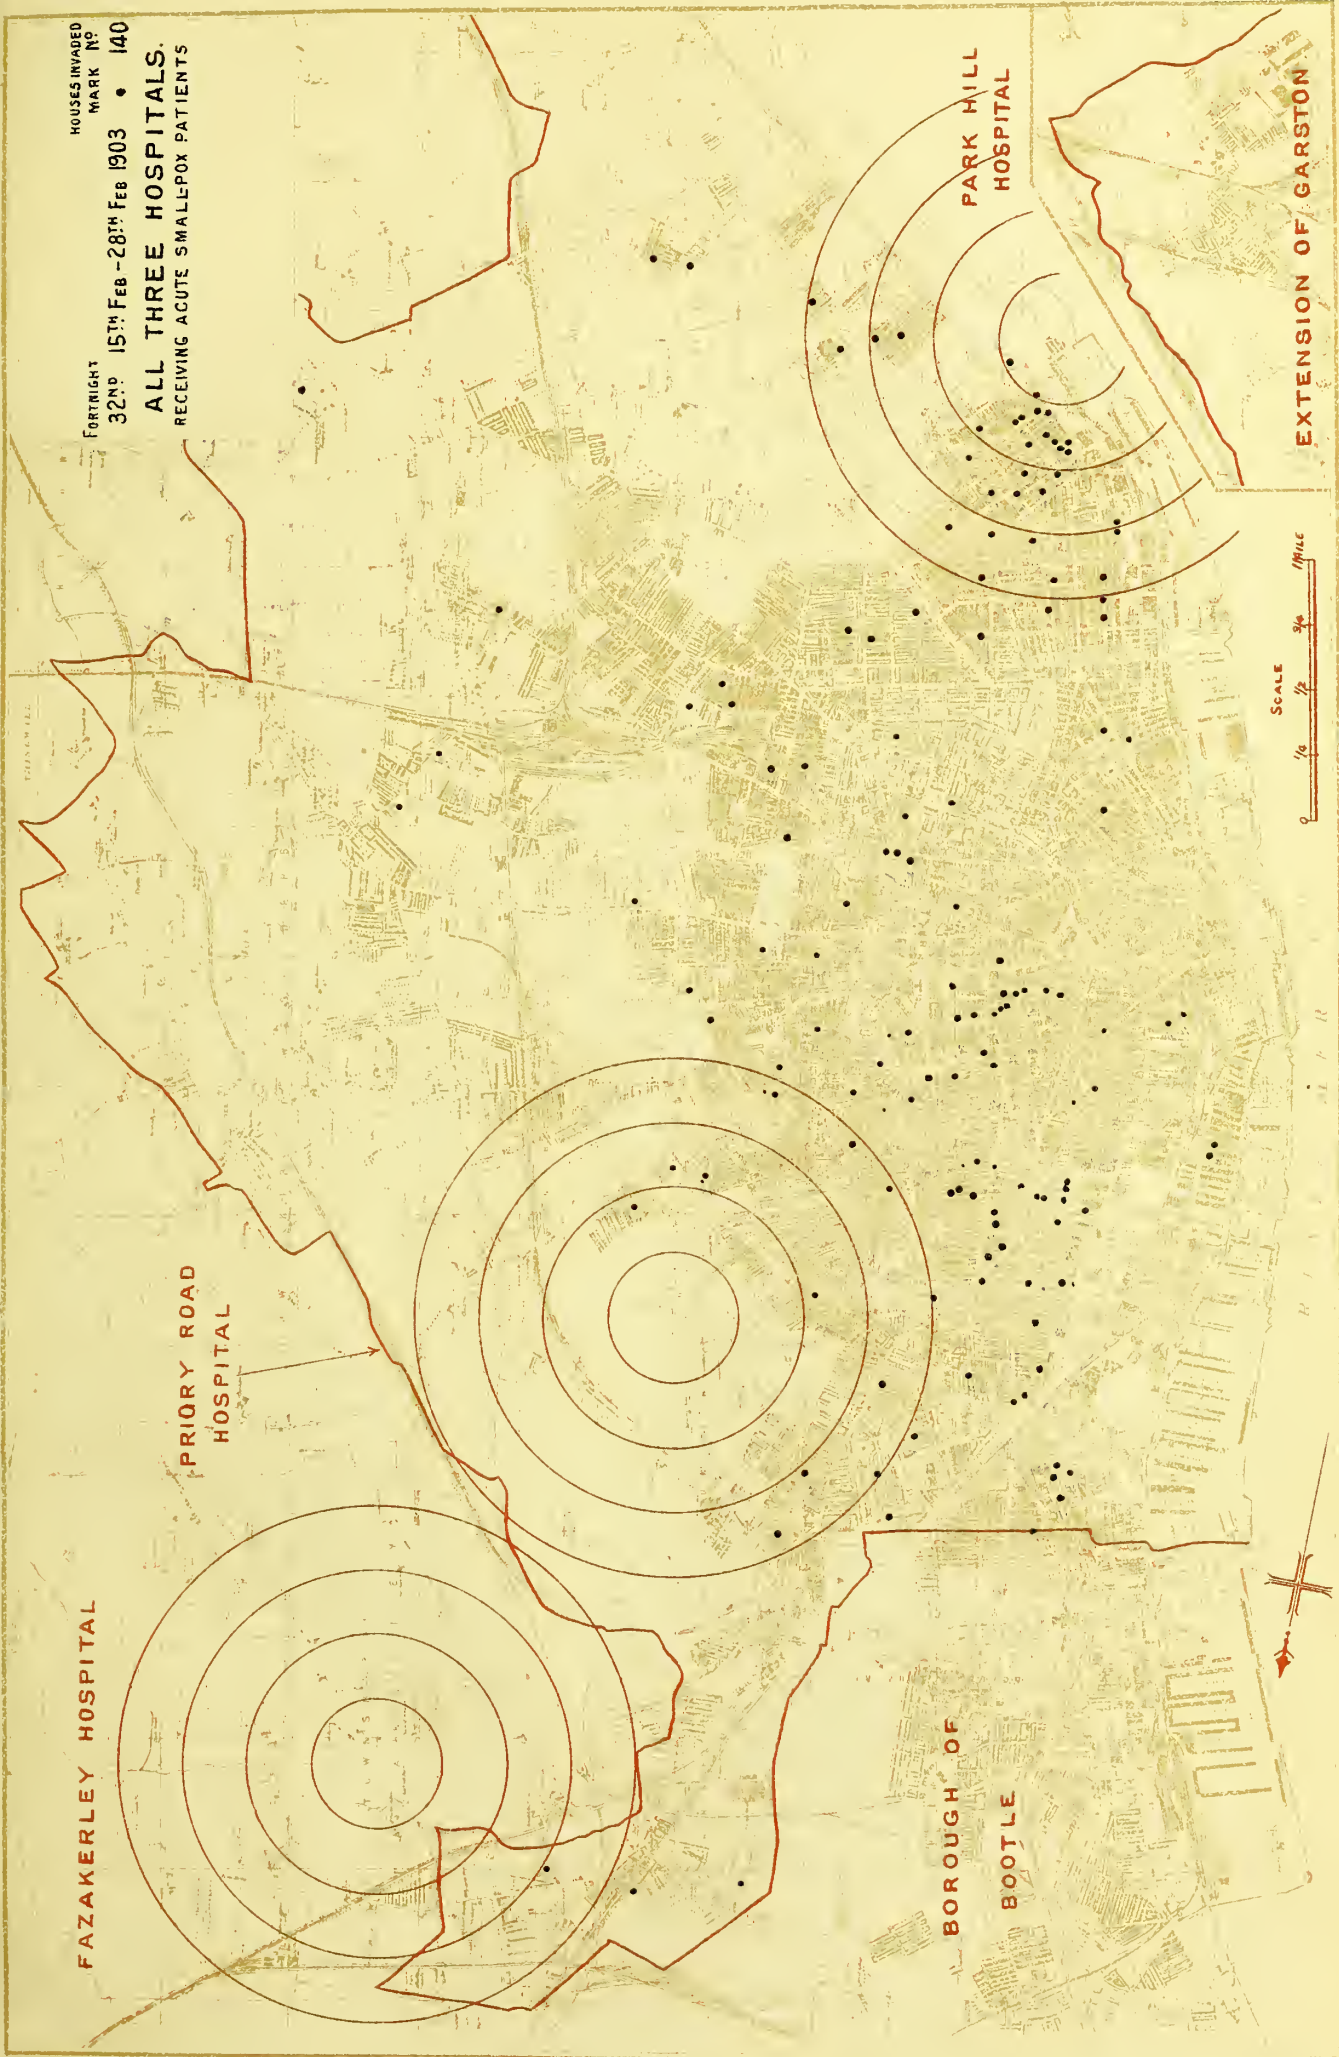 HOUSES INVADED
FORTNIGHT MARK Nº
32ND 15TH FEB - 28TH FEB 1903 • 140
ALL THREE HOSPITALS.
RECEIVING ACUTE SMALL-POX PATIENTS
FAZAKERLEY HOSPITAL
PRIORY ROAD
HOSPITAL
PARK HILL
HOSPITAL
BOROUGH OF
BOOTLE
EXTENSION OF GARSTON.
SCALE
0 1/4 1/2 3/4 1 MILE